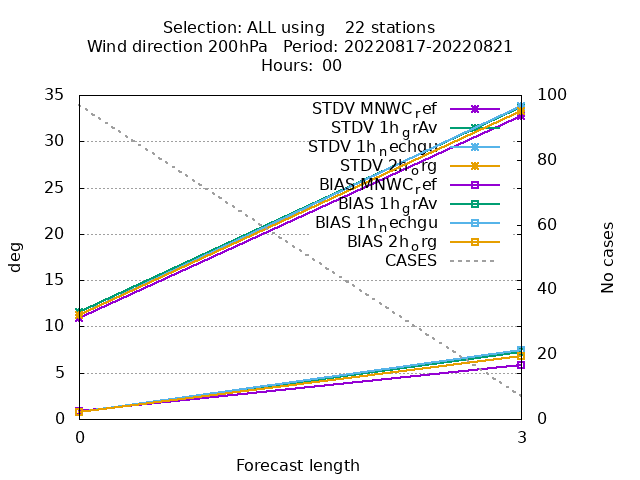 Selection: ALL using 22 stations
Wind direction 200hPa Period: 20220817-20220821
Hours: 00
35
30
25
20
15
10
5
0
deg
100
80
60
40
20
0
No cases
STDV MNWC_ref
STDV 1h_grAv
STDV 1h_nechgu
STDV 2h_org
BIAS MNWC_ref
BIAS 1h_grAv
BIAS 1h_nechgu
BIAS 2h_org
CASES
0
3
Forecast length